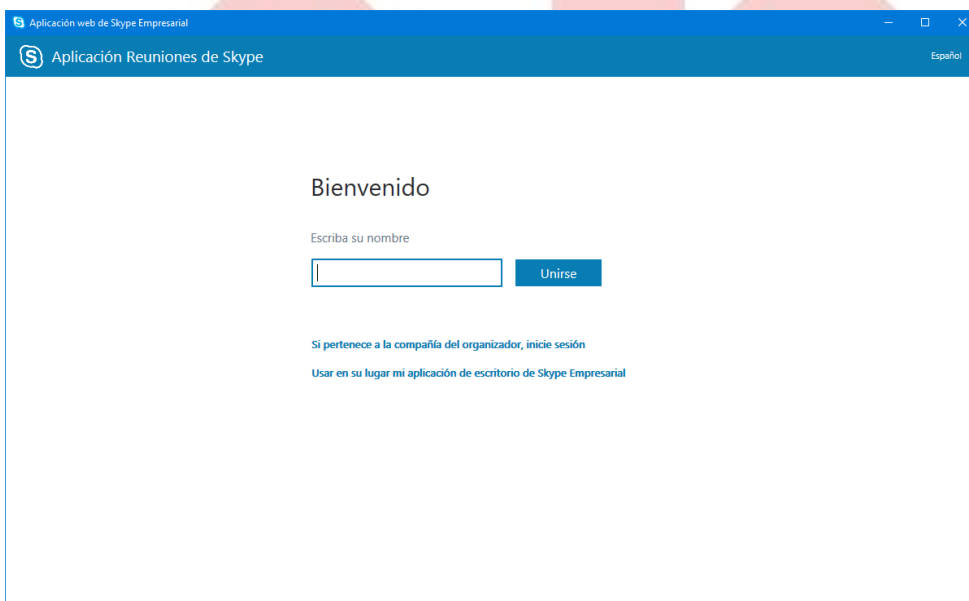 Aplicación web de Skype Empresarial
Aplicación Reuniones de Skype
Español
Bienvenido
Escriba su nombre
Unirse
Si pertenece a la compañía del organizador, inicie sesión
Usar en su lugar mi aplicación de escritorio de Skype Empresarial